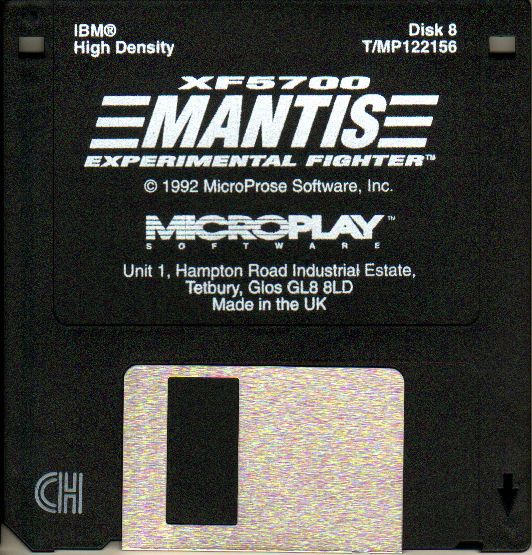 IBM®
High Density
Disk 8
T/MP122156
XF5700
MANTIS
EXPERIMENTAL FIGHTER™
© 1992 MicroProse Software, Inc.
MICROPLAY™
SOFTWARE
Unit 1, Hampton Road Industrial Estate,
Tetbury, Glos GL8 8LD
Made in the UK
CH